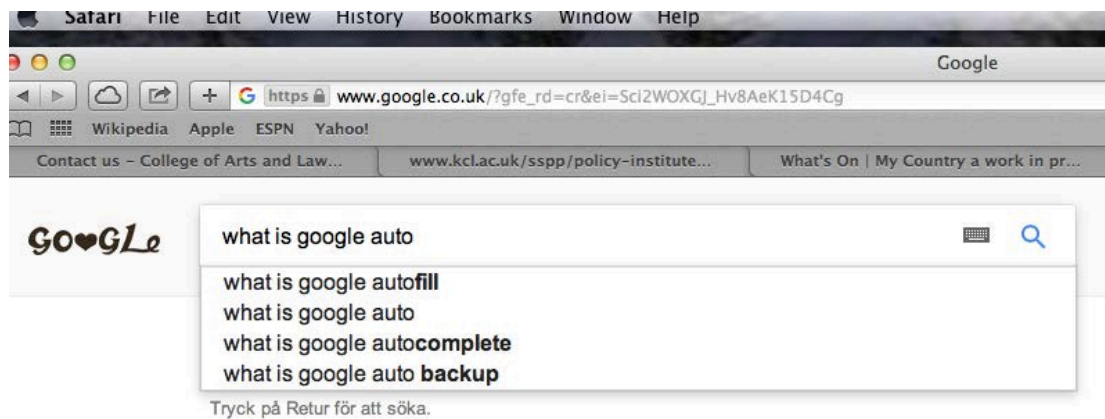 Safari File Edit View History Bookmarks Window Help
Google
+ G https www.google.co.uk/?gfe_rd=cr&ei=Sci2WOXGJ_Hv8AeK15D4Cg
Wikipedia Apple ESPN Yahoo!
Contact us – College of Arts and Law... www.kcl.ac.uk/sspp/policy-institute... What's On | My Country a work in pr...
GO♥GLe what is google auto
what is google autofill
what is google auto
what is google autocomplete
what is google auto backup
Tryck på Retur för att söka.